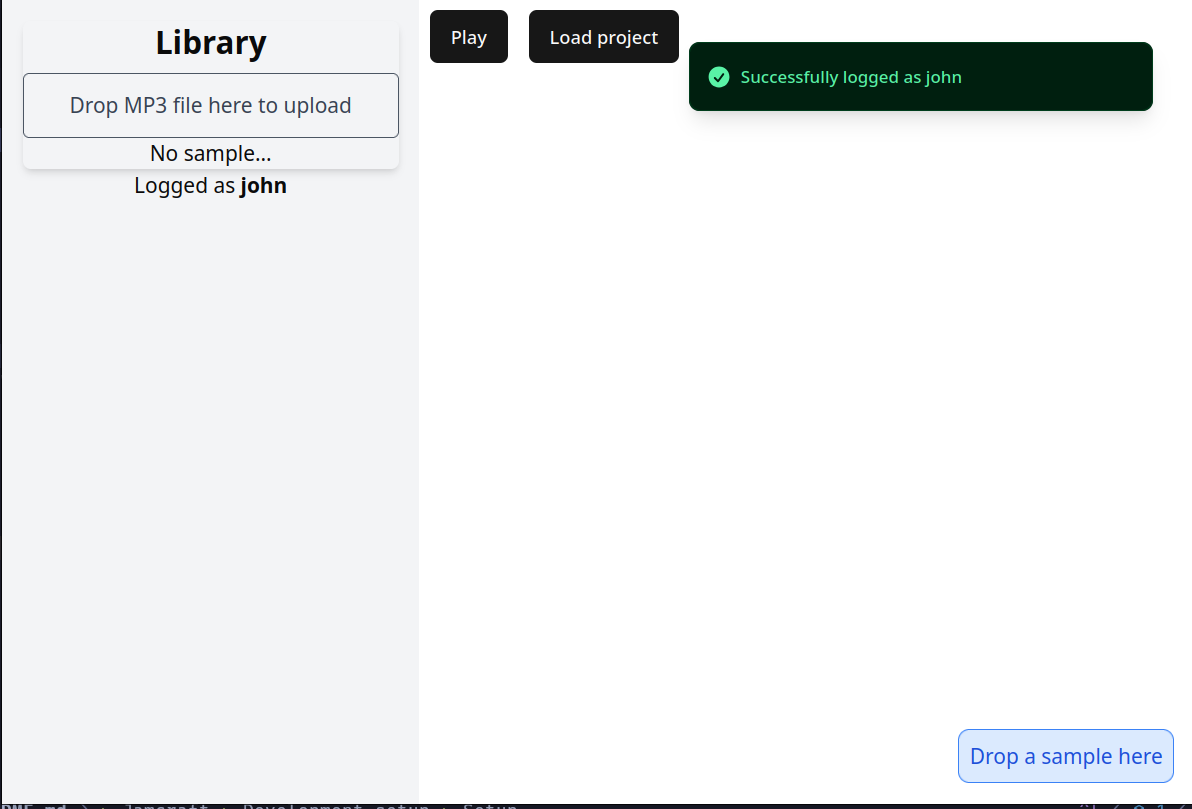 Library
Drop MP3 file here to upload
No sample...
Logged as john
Play
Load project
Successfully logged as john
Drop a sample here